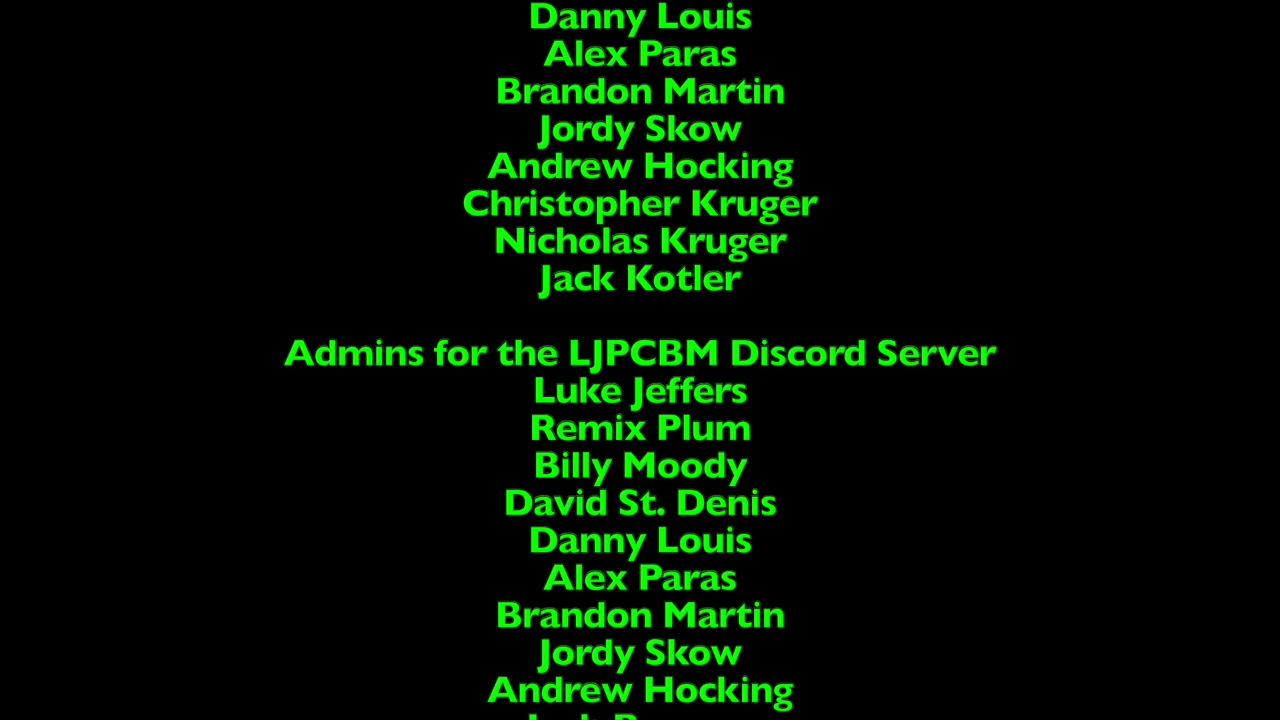 Danny Louis
Alex Paras
Brandon Martin
Jordy Skow
Andrew Hocking
Christopher Kruger
Nicholas Kruger
Jack Kotler
Admins for the LJPCBM Discord Server
Luke Jeffers
Remix Plum
Billy Moody
David St. Denis
Danny Louis
Alex Paras
Brandon Martin
Jordy Skow
Andrew Hocking